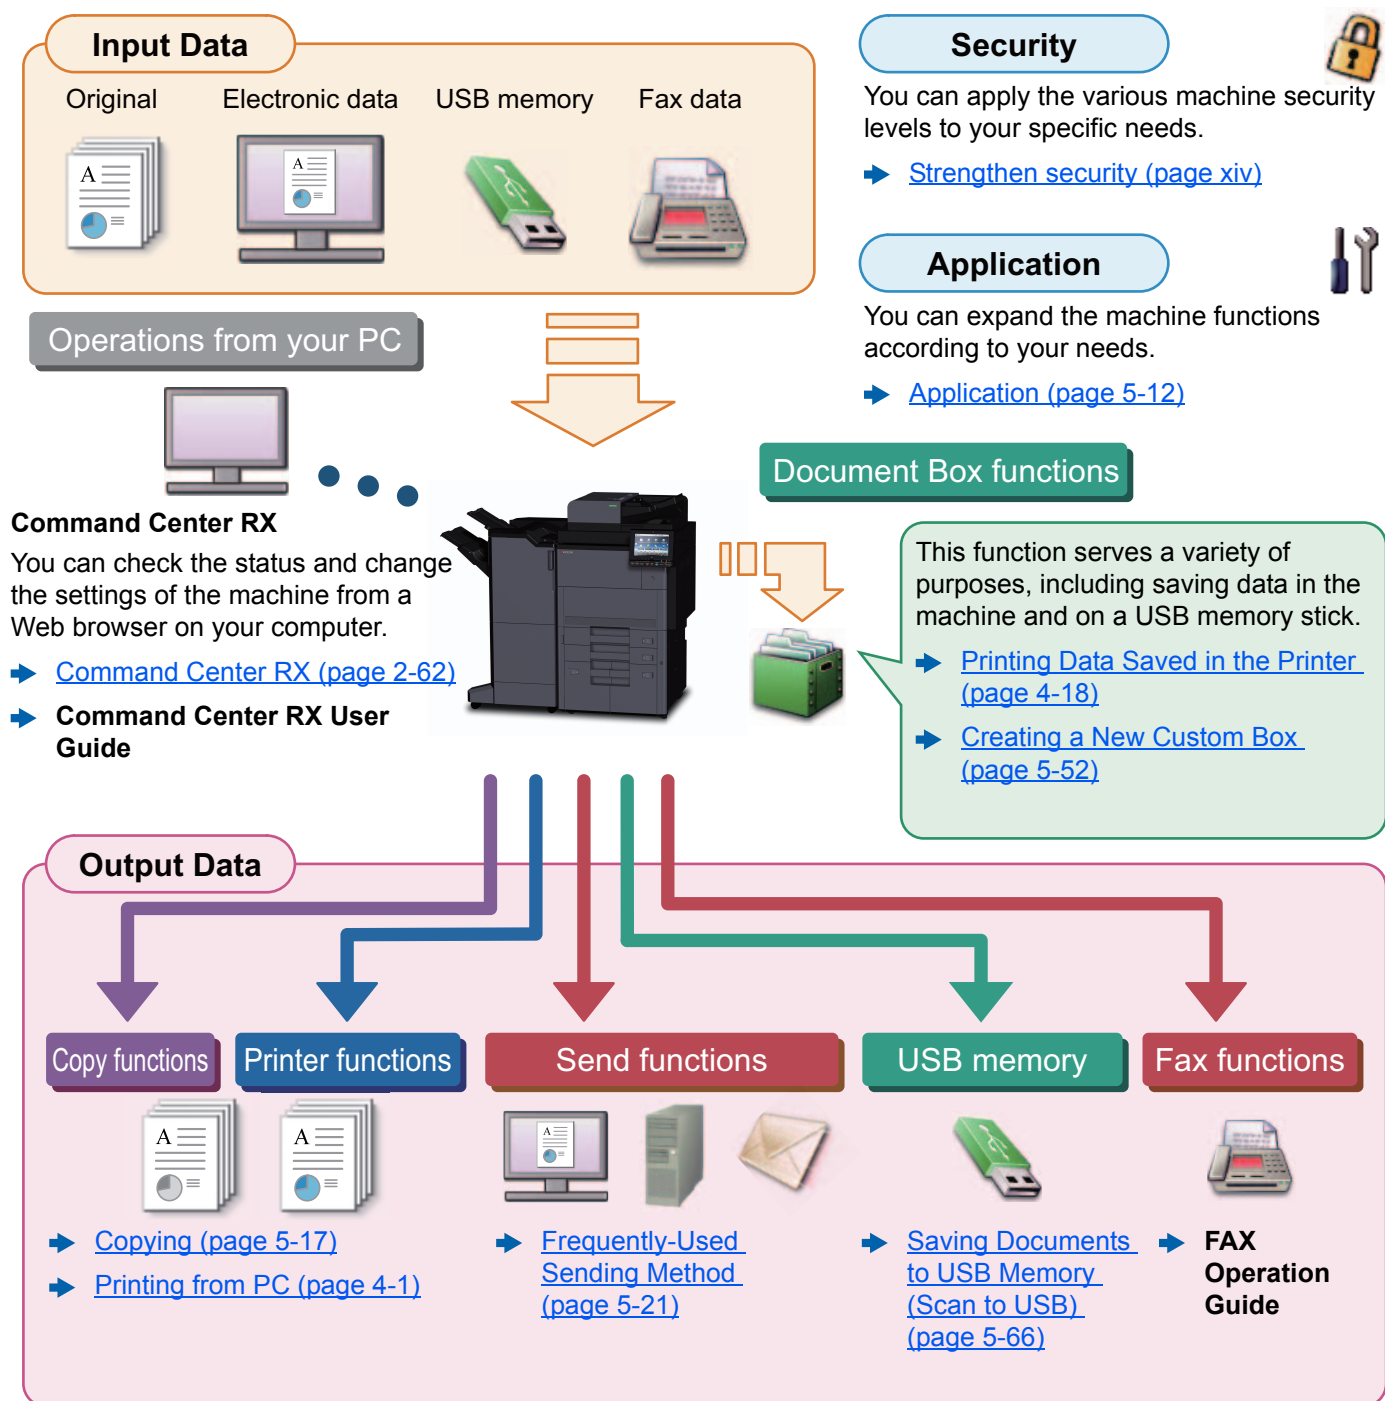 Input Data
Original
Electronic data
USB memory
Fax data
Security
You can apply the various machine security
levels to your specific needs.
Strengthen security (page xiv)
Application
You can expand the machine functions
according to your needs.
Application (page 5-12)
Operations from your PC
Command Center RX
You can check the status and change
the settings of the machine from a
Web browser on your computer.
Command Center RX (page 2-62)
Command Center RX User
Guide
Document Box functions
This function serves a variety of
purposes, including saving data in the
machine and on a USB memory stick.
Printing Data Saved in the Printer
(page 4-18)
Creating a New Custom Box
(page 5-52)
Output Data
Copy functions
Printer functions
Send functions
USB memory
Fax functions
A
A
A
A
A
Copying (page 5-17)
Printing from PC (page 4-1)
Frequently-Used
Sending Method
(page 5-21)
Saving Documents
to USB Memory
(Scan to USB)
(page 5-66)
FAX
Operation
Guide